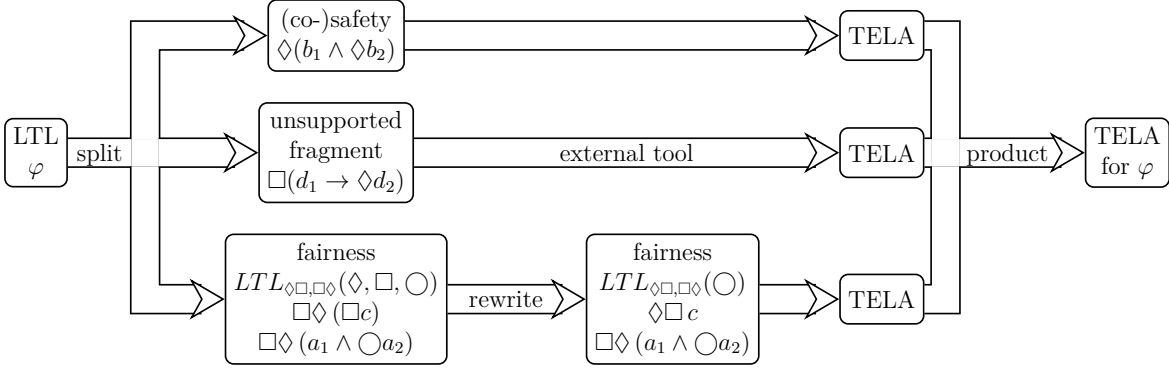 LTL
φ
split
(co-)safety
◇(b₁ ∧ ◇b₂)
TELA
unsupported
fragment
□(d₁ → ◇d₂)
external tool
TELA
fairness
LTL◇□,□◇(◇, □, ◯)
□◇ (□c)
□◇ (a₁ ∧ ◯a₂)
rewrite
fairness
LTL◇□,□◇(◯)
◇□ c
□◇ (a₁ ∧ ◯a₂)
TELA
product
TELA
for φ